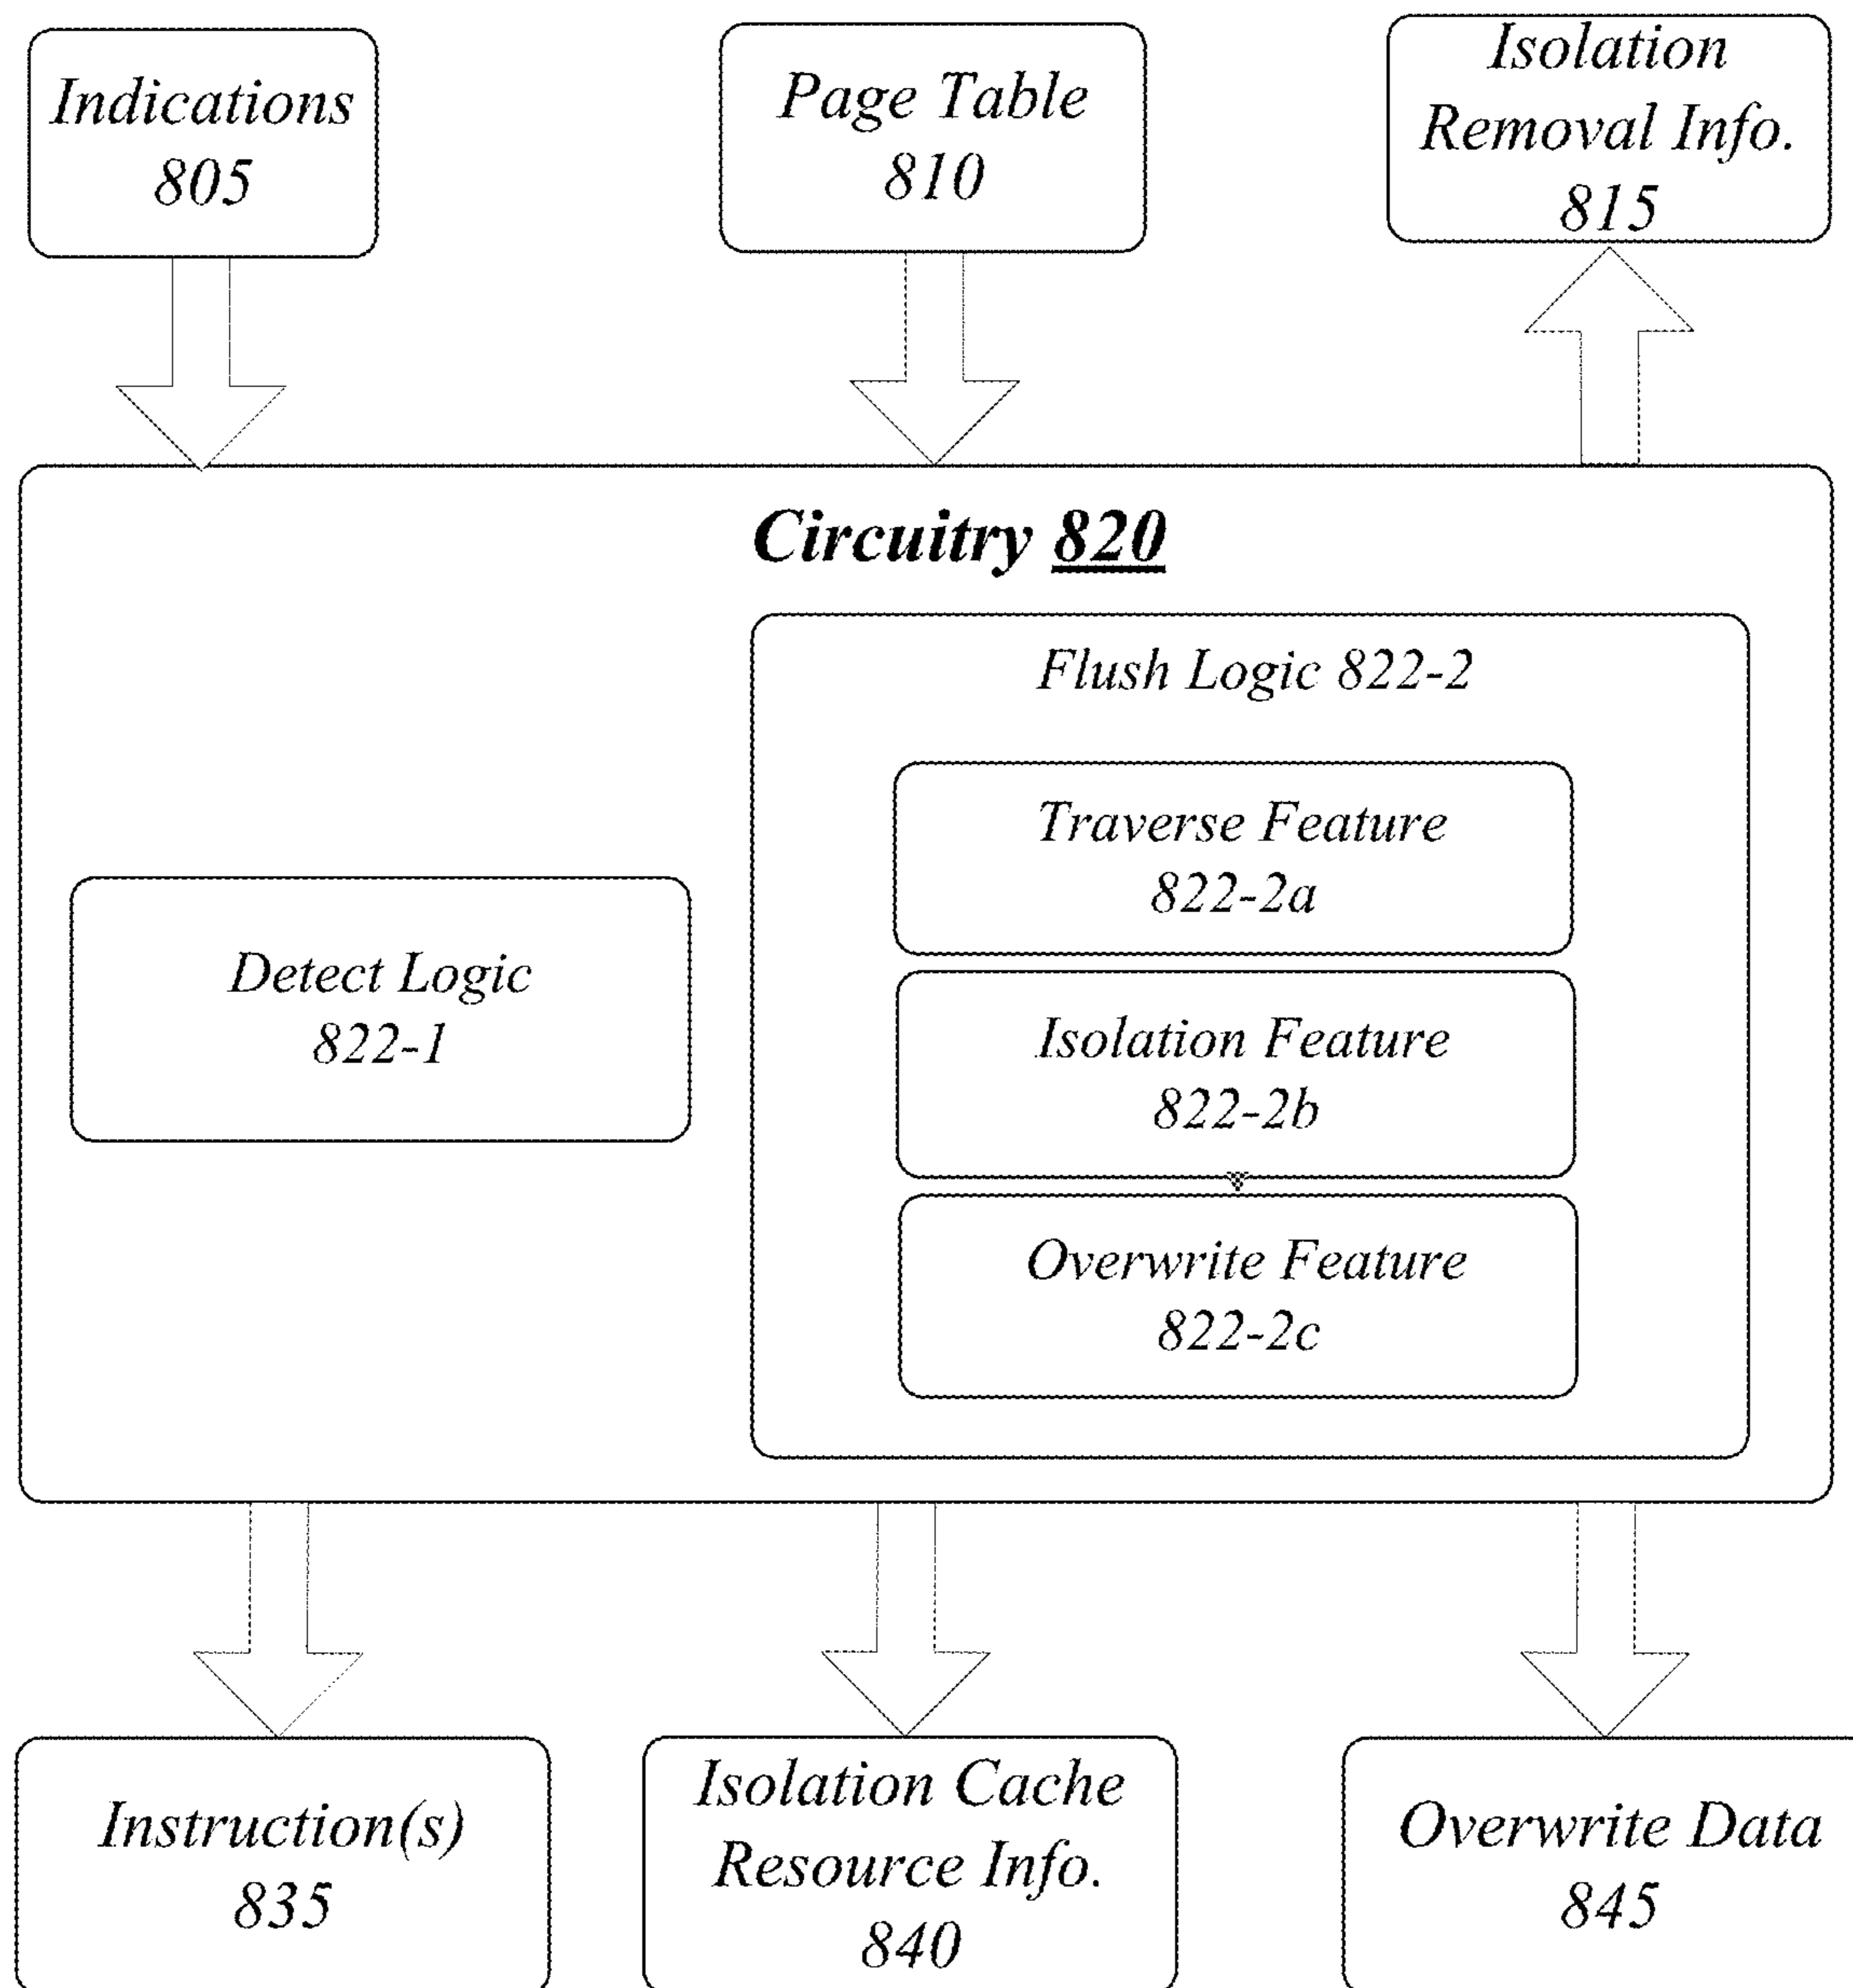 Indications
805
Page Table
810
Isolation
Removal Info.
815
Circuitry 820
Flush Logic 822-2
Traverse Feature
822-2a
Detect Logic
822-1
Isolation Feature
822-2b
Overwrite Feature
822-2c
Instruction(s)
835
Isolation Cache
Resource Info.
840
Overwrite Data
845